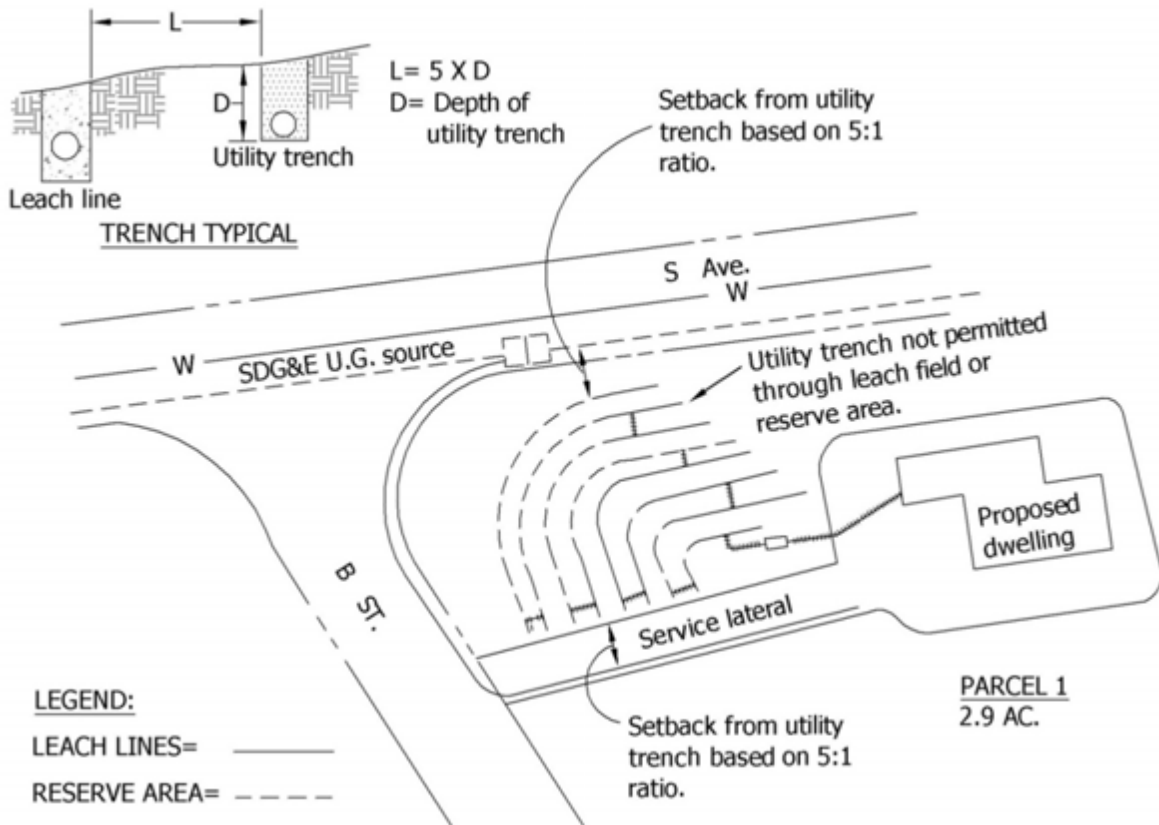 L
L= 5 X D
D= Depth of
utility trench
D
Utility trench
Leach line
TRENCH TYPICAL
Setback from utility
trench based on 5:1
ratio.
S Ave.
W
W
SDG&E U.G. source
Utility trench not permitted
through leach field or
reserve area.
Proposed
dwelling
B ST.
Service lateral
PARCEL 1
2.9 AC.
Setback from utility
trench based on 5:1
ratio.
LEGEND:
LEACH LINES=
RESERVE AREA=